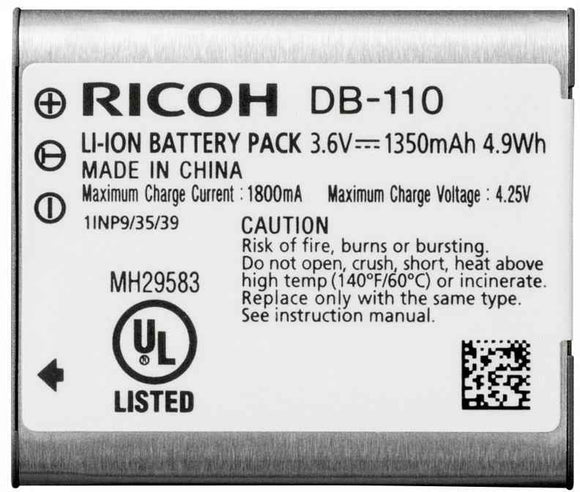 RICOH DB-110
LI-ION BATTERY PACK 3.6V⎓1350mAh 4.9Wh
MADE IN CHINA
Maximum Charge Current : 1800mA Maximum Charge Voltage : 4.25V
1INP9/35/39
CAUTION
Risk of fire, burns or bursting.
Do not open, crush, short, heat above
high temp (140°F/60°C) or incinerate.
Replace only with the same type.
See instruction manual.
MH29583
UL
®
LISTED